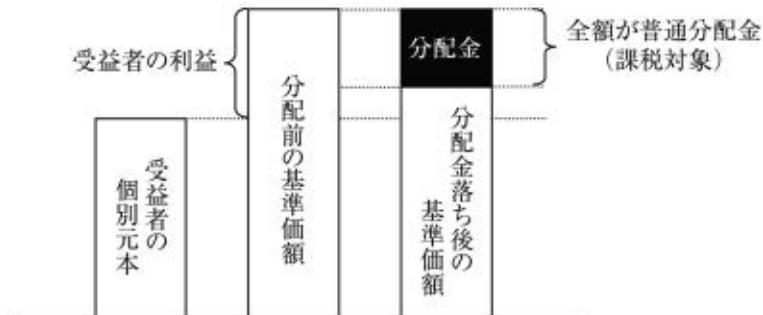 受益者の利益
受益者の
個別元本
分配前の基準価額
分配金
分配金落ち後の
基準価額
全額が普通分配金
（課税対象）